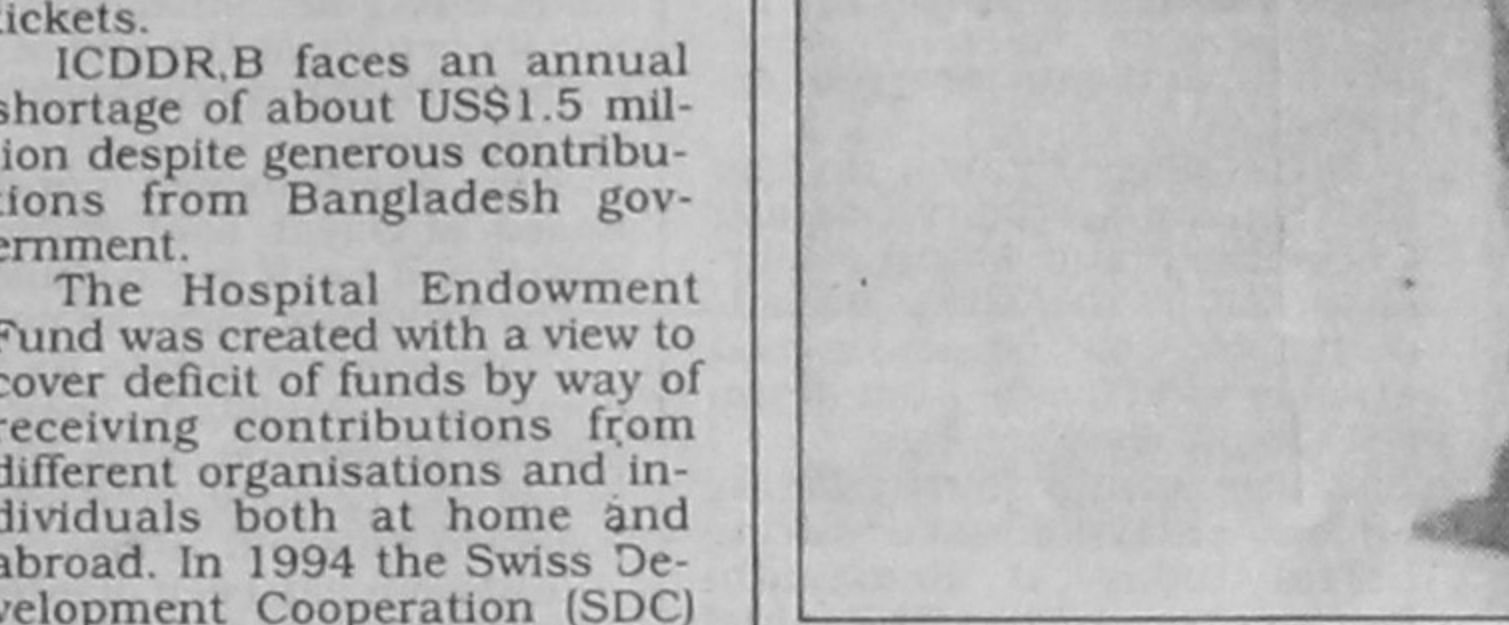 tickets.
ICDDR,B faces an annual
shortage of about US$1.5 mil-
lion despite generous contribu-
tions from Bangladesh gov-
ernment.
The Hospital Endowment
Fund was created with a view to
cover deficit of funds by way of
receiving contributions from
different organisations and in-
dividuals both at home and
abroad. In 1994 the Swiss De-
velopment Cooperation (SDC)